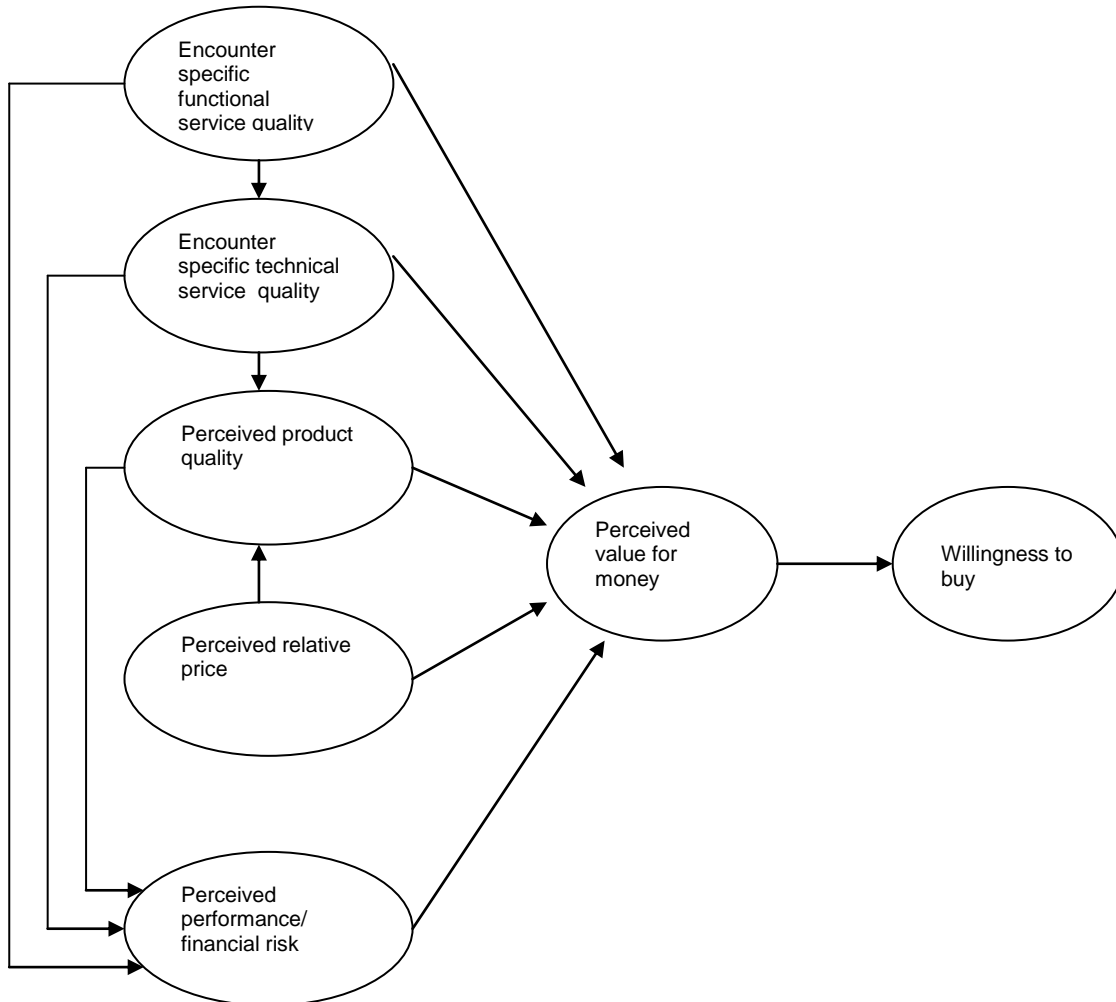 Encounter
specific
functional
service quality
Encounter
specific technical
service quality
Perceived product
quality
Perceived
value for
money
Willingness to
buy
Perceived relative
price
Perceived
performance/
financial risk